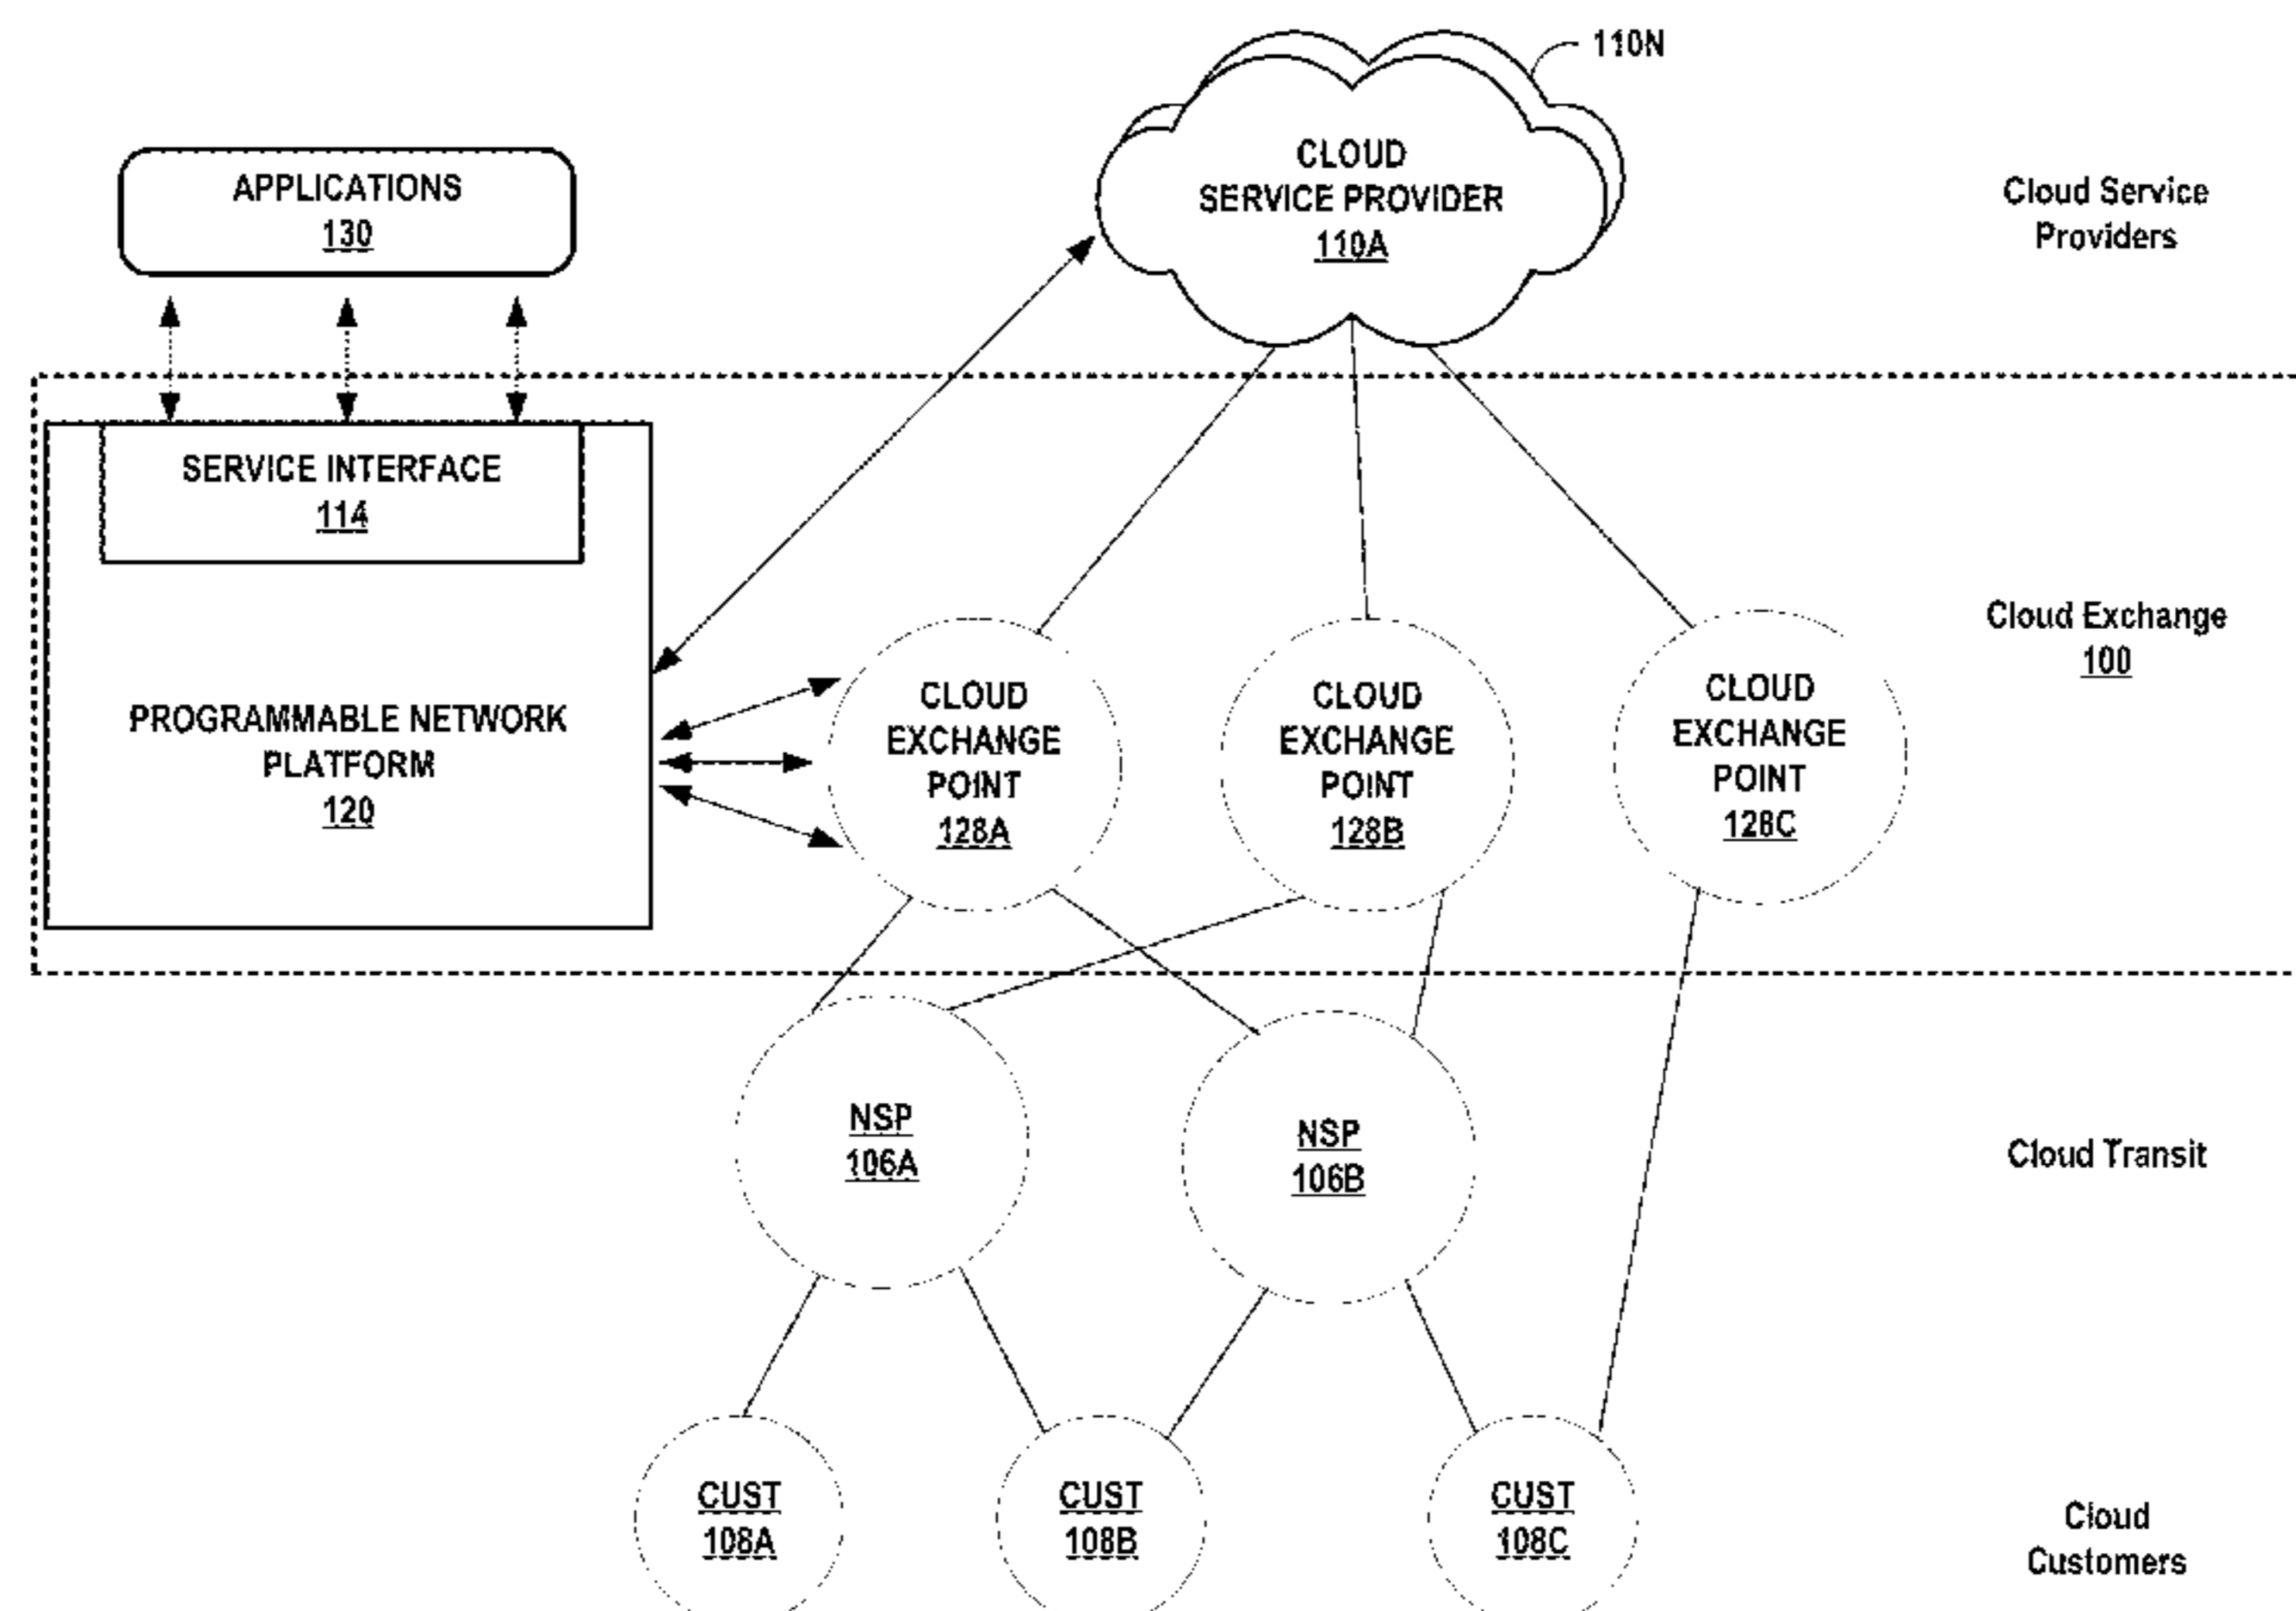 110N
CLOUD
SERVICE PROVIDER
110A
Cloud Service
Providers
APPLICATIONS
130
SERVICE INTERFACE
114
PROGRAMMABLE NETWORK
PLATFORM
120
CLOUD
EXCHANGE
POINT
128A
CLOUD
EXCHANGE
POINT
128B
CLOUD
EXCHANGE
POINT
128C
Cloud Exchange
100
NSP
106A
NSP
106B
Cloud Transit
CUST
108A
CUST
108B
CUST
108C
Cloud
Customers